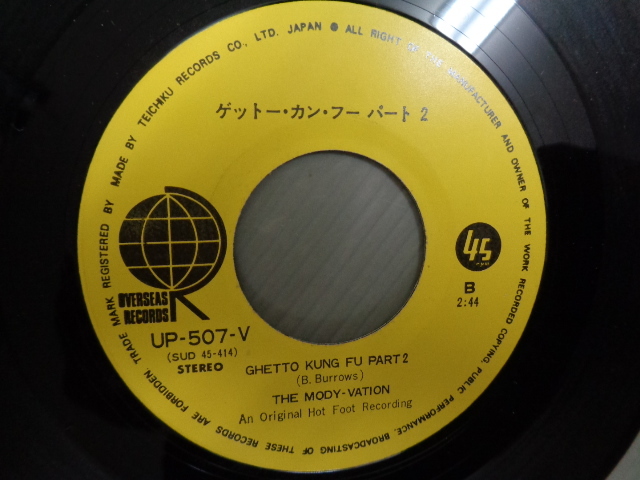 TRADE MARK REGISTERED BY MADE BY TEICHIKU RECORDS CO., LTD. JAPAN ● ALL RIGHT OF THE MANUFACTURER AND OWNER OF THE WORK RECORDED COPYING, PUBLIC PERFORMANCE, BROADCASTING OF THESE RECORDS ARE FORBIDDEN.
ゲットー・カン・フー パート 2
45
rpm
B
2:44
OVERSEAS
RECORDS
UP-507-V
(SUD 45-414)
STEREO
GHETTO KUNG FU PART 2
(B. Burrows)
THE MODY-VATION
An Original Hot Foot Recording